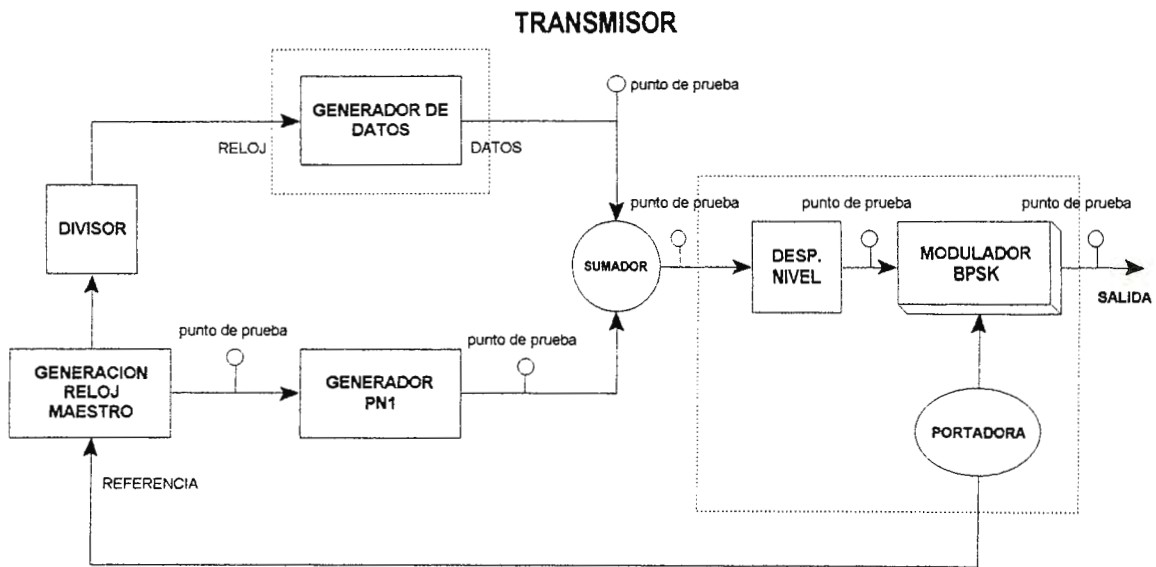 TRANSMISOR
punto de prueba
GENERADOR DE
DATOS
RELOJ
DATOS
DIVISOR
punto de prueba
punto de prueba
punto de prueba
SUMADOR
DESP.
NIVEL
MODULADOR
BPSK
SALIDA
punto de prueba
punto de prueba
GENERACION
RELOJ
MAESTRO
GENERADOR
PN1
PORTADORA
REFERENCIA